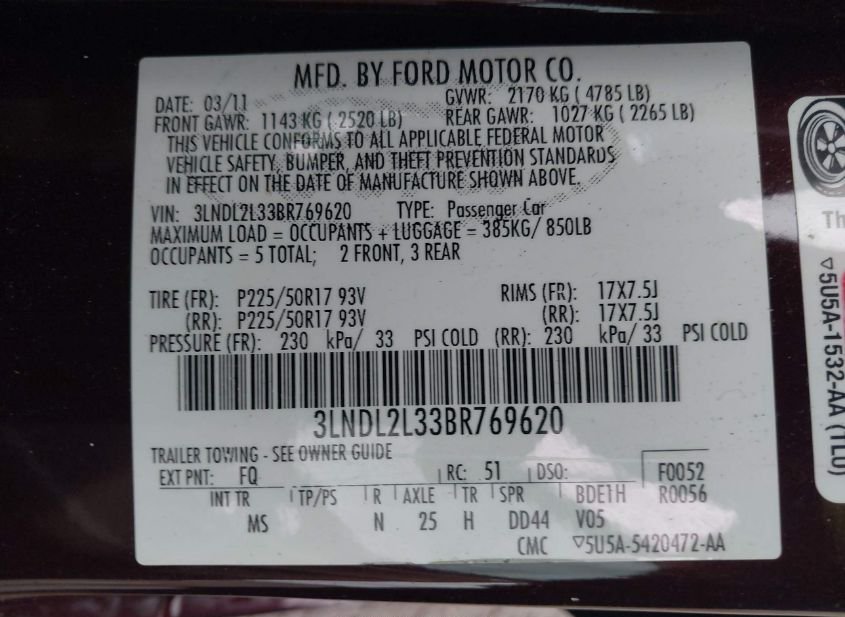 MFD. BY FORD MOTOR CO.
DATE: 03/11 GVWR: 2170 KG ( 4785 LB)
FRONT GAWR: 1143 KG ( 2520 LB) REAR GAWR: 1027 KG ( 2265 LB)
THIS VEHICLE CONFORMS TO ALL APPLICABLE FEDERAL MOTOR
VEHICLE SAFETY, BUMPER, AND THEFT PREVENTION STANDARDS
IN EFFECT ON THE DATE OF MANUFACTURE SHOWN ABOVE.
VIN: 3LNDL2L33BR769620 TYPE: Passenger Car
MAXIMUM LOAD = OCCUPANTS + LUGGAGE = 385KG/ 850LB
OCCUPANTS = 5 TOTAL; 2 FRONT, 3 REAR
TIRE (FR): P225/50R17 93V RIMS (FR): 17X7.5J
(RR): P225/50R17 93V (RR): 17X7.5J
PRESSURE (FR): 230 kPa/ 33 PSI COLD (RR): 230 kPa/ 33 PSI COLD
3LNDL2L33BR769620
TRAILER TOWING - SEE OWNER GUIDE
EXT PNT: FQ RC: 51 DSO: F0052
INT TR TP/PS R AXLE TR SPR BDE1H R0056
MS N 25 H DD44 V05
CMC ▽5U5A-5420472-AA
Th
▽5U5A-1532-AA (TLU)